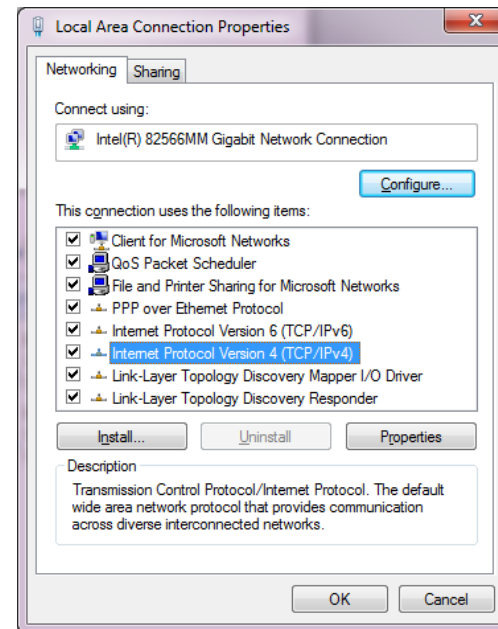 Local Area Connection Properties
Networking
Sharing
Connect using:
Intel(R) 82566MM Gigabit Network Connection
Configure...
This connection uses the following items:
Client for Microsoft Networks
QoS Packet Scheduler
File and Printer Sharing for Microsoft Networks
PPP over Ethernet Protocol
Internet Protocol Version 6 (TCP/IPv6)
Internet Protocol Version 4 (TCP/IPv4)
Link-Layer Topology Discovery Mapper I/O Driver
Link-Layer Topology Discovery Responder
Install...
Uninstall
Properties
Description
Transmission Control Protocol/Internet Protocol. The default
wide area network protocol that provides communication
across diverse interconnected networks.
OK
Cancel